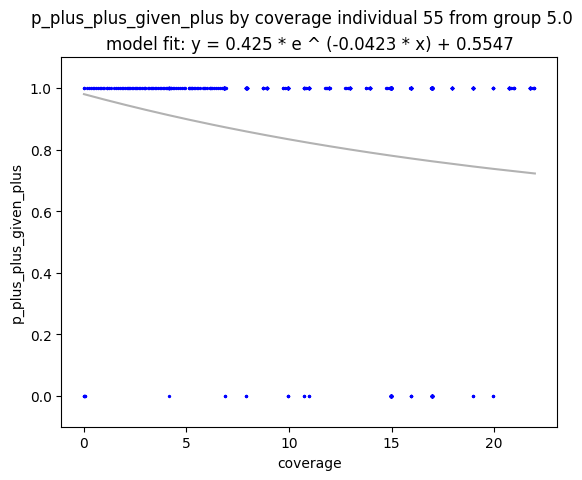 p_plus_plus_given_plus by coverage individual 55 from group 5.0
model fit: y = 0.425 * e ^ (-0.0423 * x) + 0.5547
1.0
0.8
0.6
0.4
0.2
0.0
p_plus_plus_given_plus
0 5 10 15 20
coverage